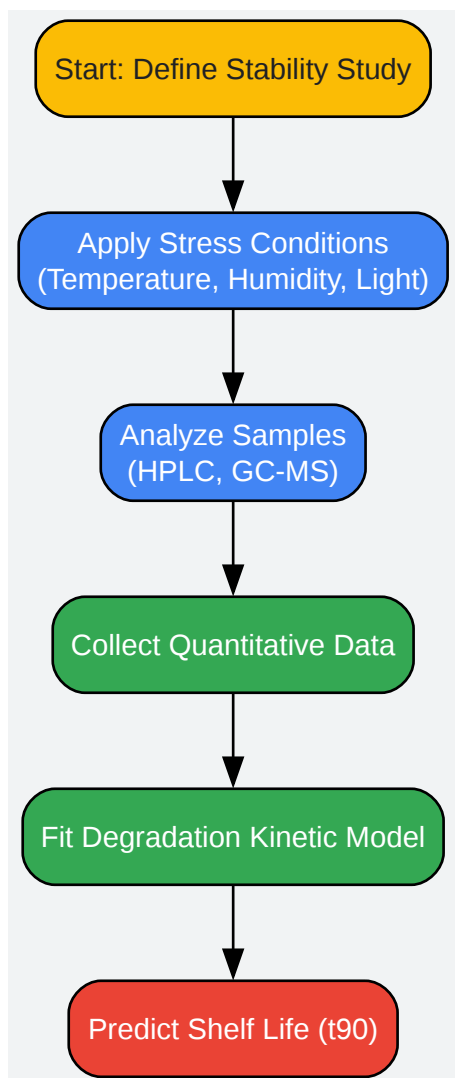 Start: Define Stability Study
Apply Stress Conditions
(Temperature, Humidity, Light)
Analyze Samples
(HPLC, GC-MS)
Collect Quantitative Data
Fit Degradation Kinetic Model
Predict Shelf Life (t90)